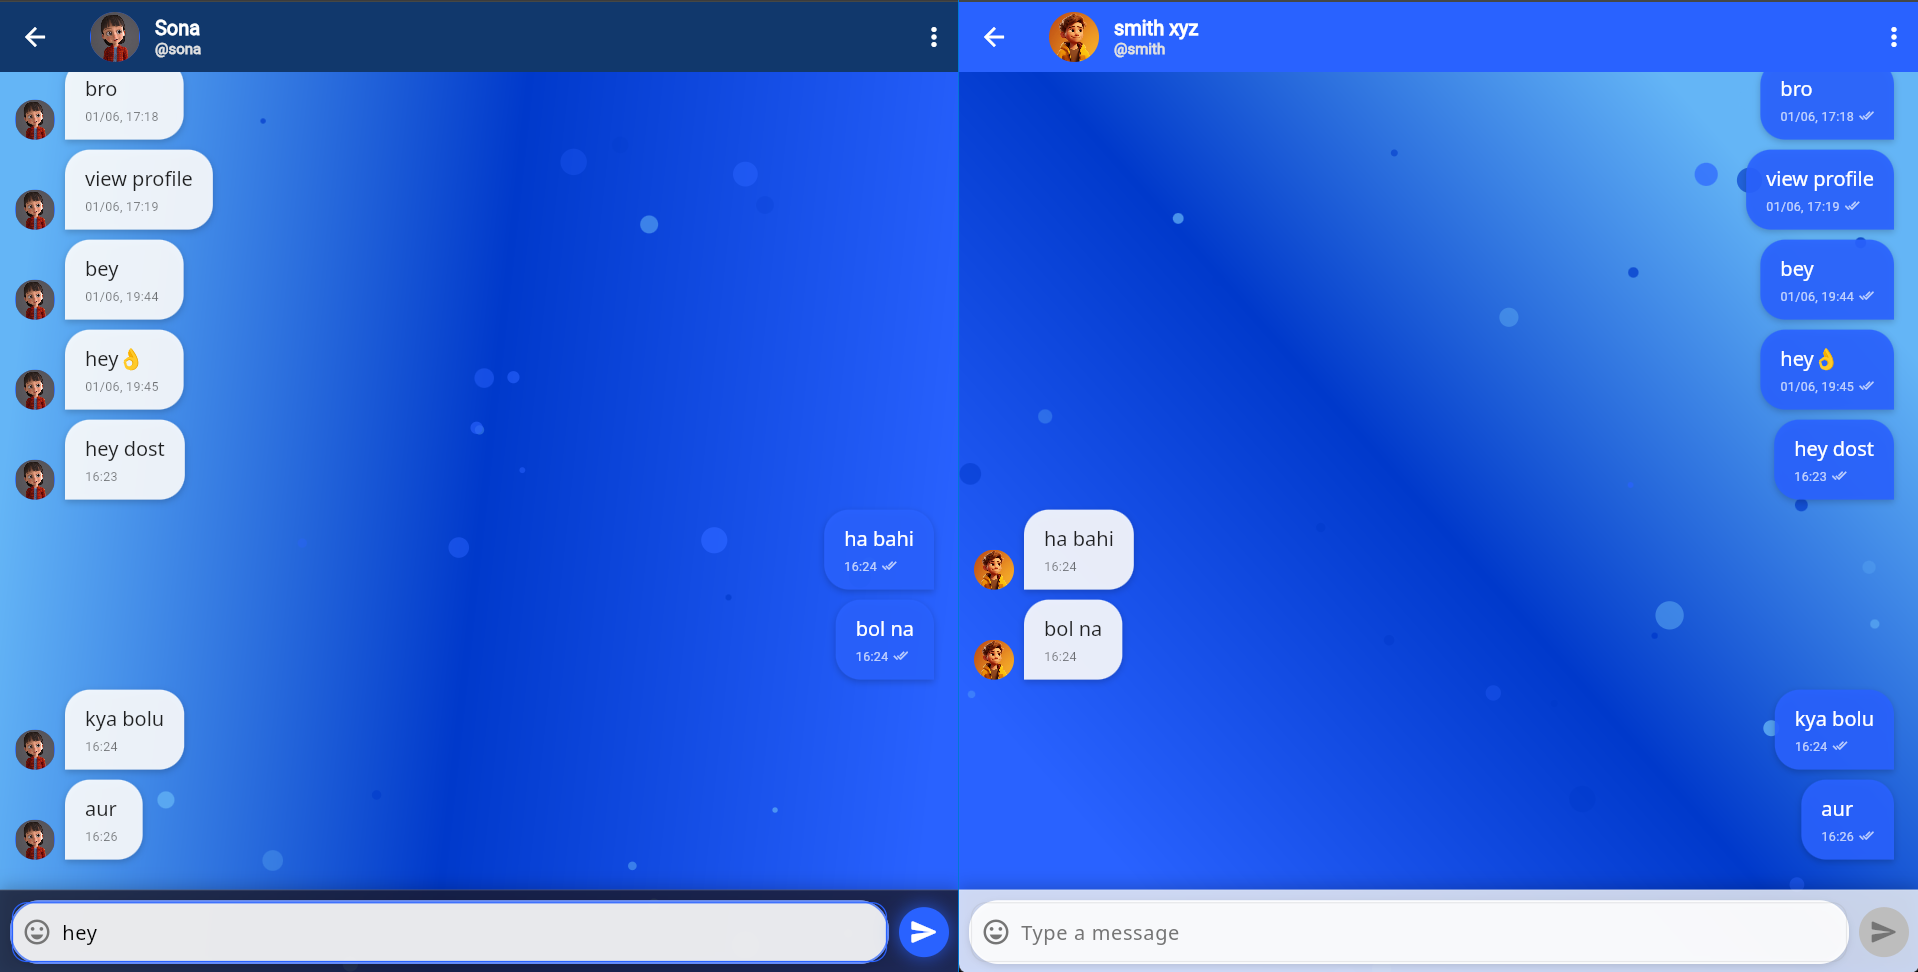 Sona
@sona
bro
01/06, 17:18
view profile
01/06, 17:19
bey
01/06, 19:44
hey👌
01/06, 19:45
hey dost
16:23
ha bahi
16:24
bol na
16:24
kya bolu
16:24
aur
16:26
hey
smith xyz
@smith
bro
01/06, 17:18
view profile
01/06, 17:19
bey
01/06, 19:44
hey👌
01/06, 19:45
hey dost
16:23
ha bahi
16:24
bol na
16:24
kya bolu
16:24
aur
16:26
Type a message